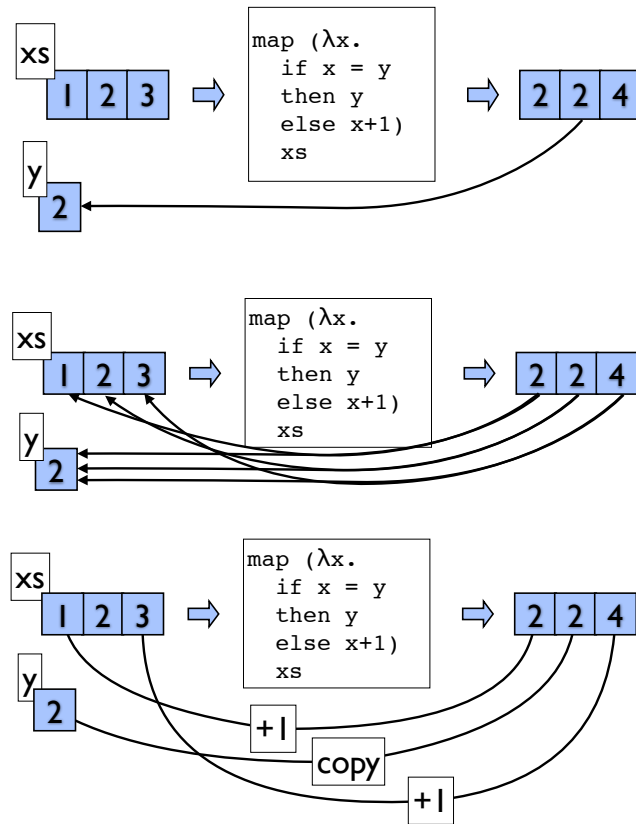 xs
1 2 3
map (λx.
if x = y
then y
else x+1)
xs
2 2 4
y
2
xs
1 2 3
map (λx.
if x = y
then y
else x+1)
xs
2 2 4
y
2
xs
1 2 3
map (λx.
if x = y
then y
else x+1)
xs
2 2 4
y
2
+1
copy
+1